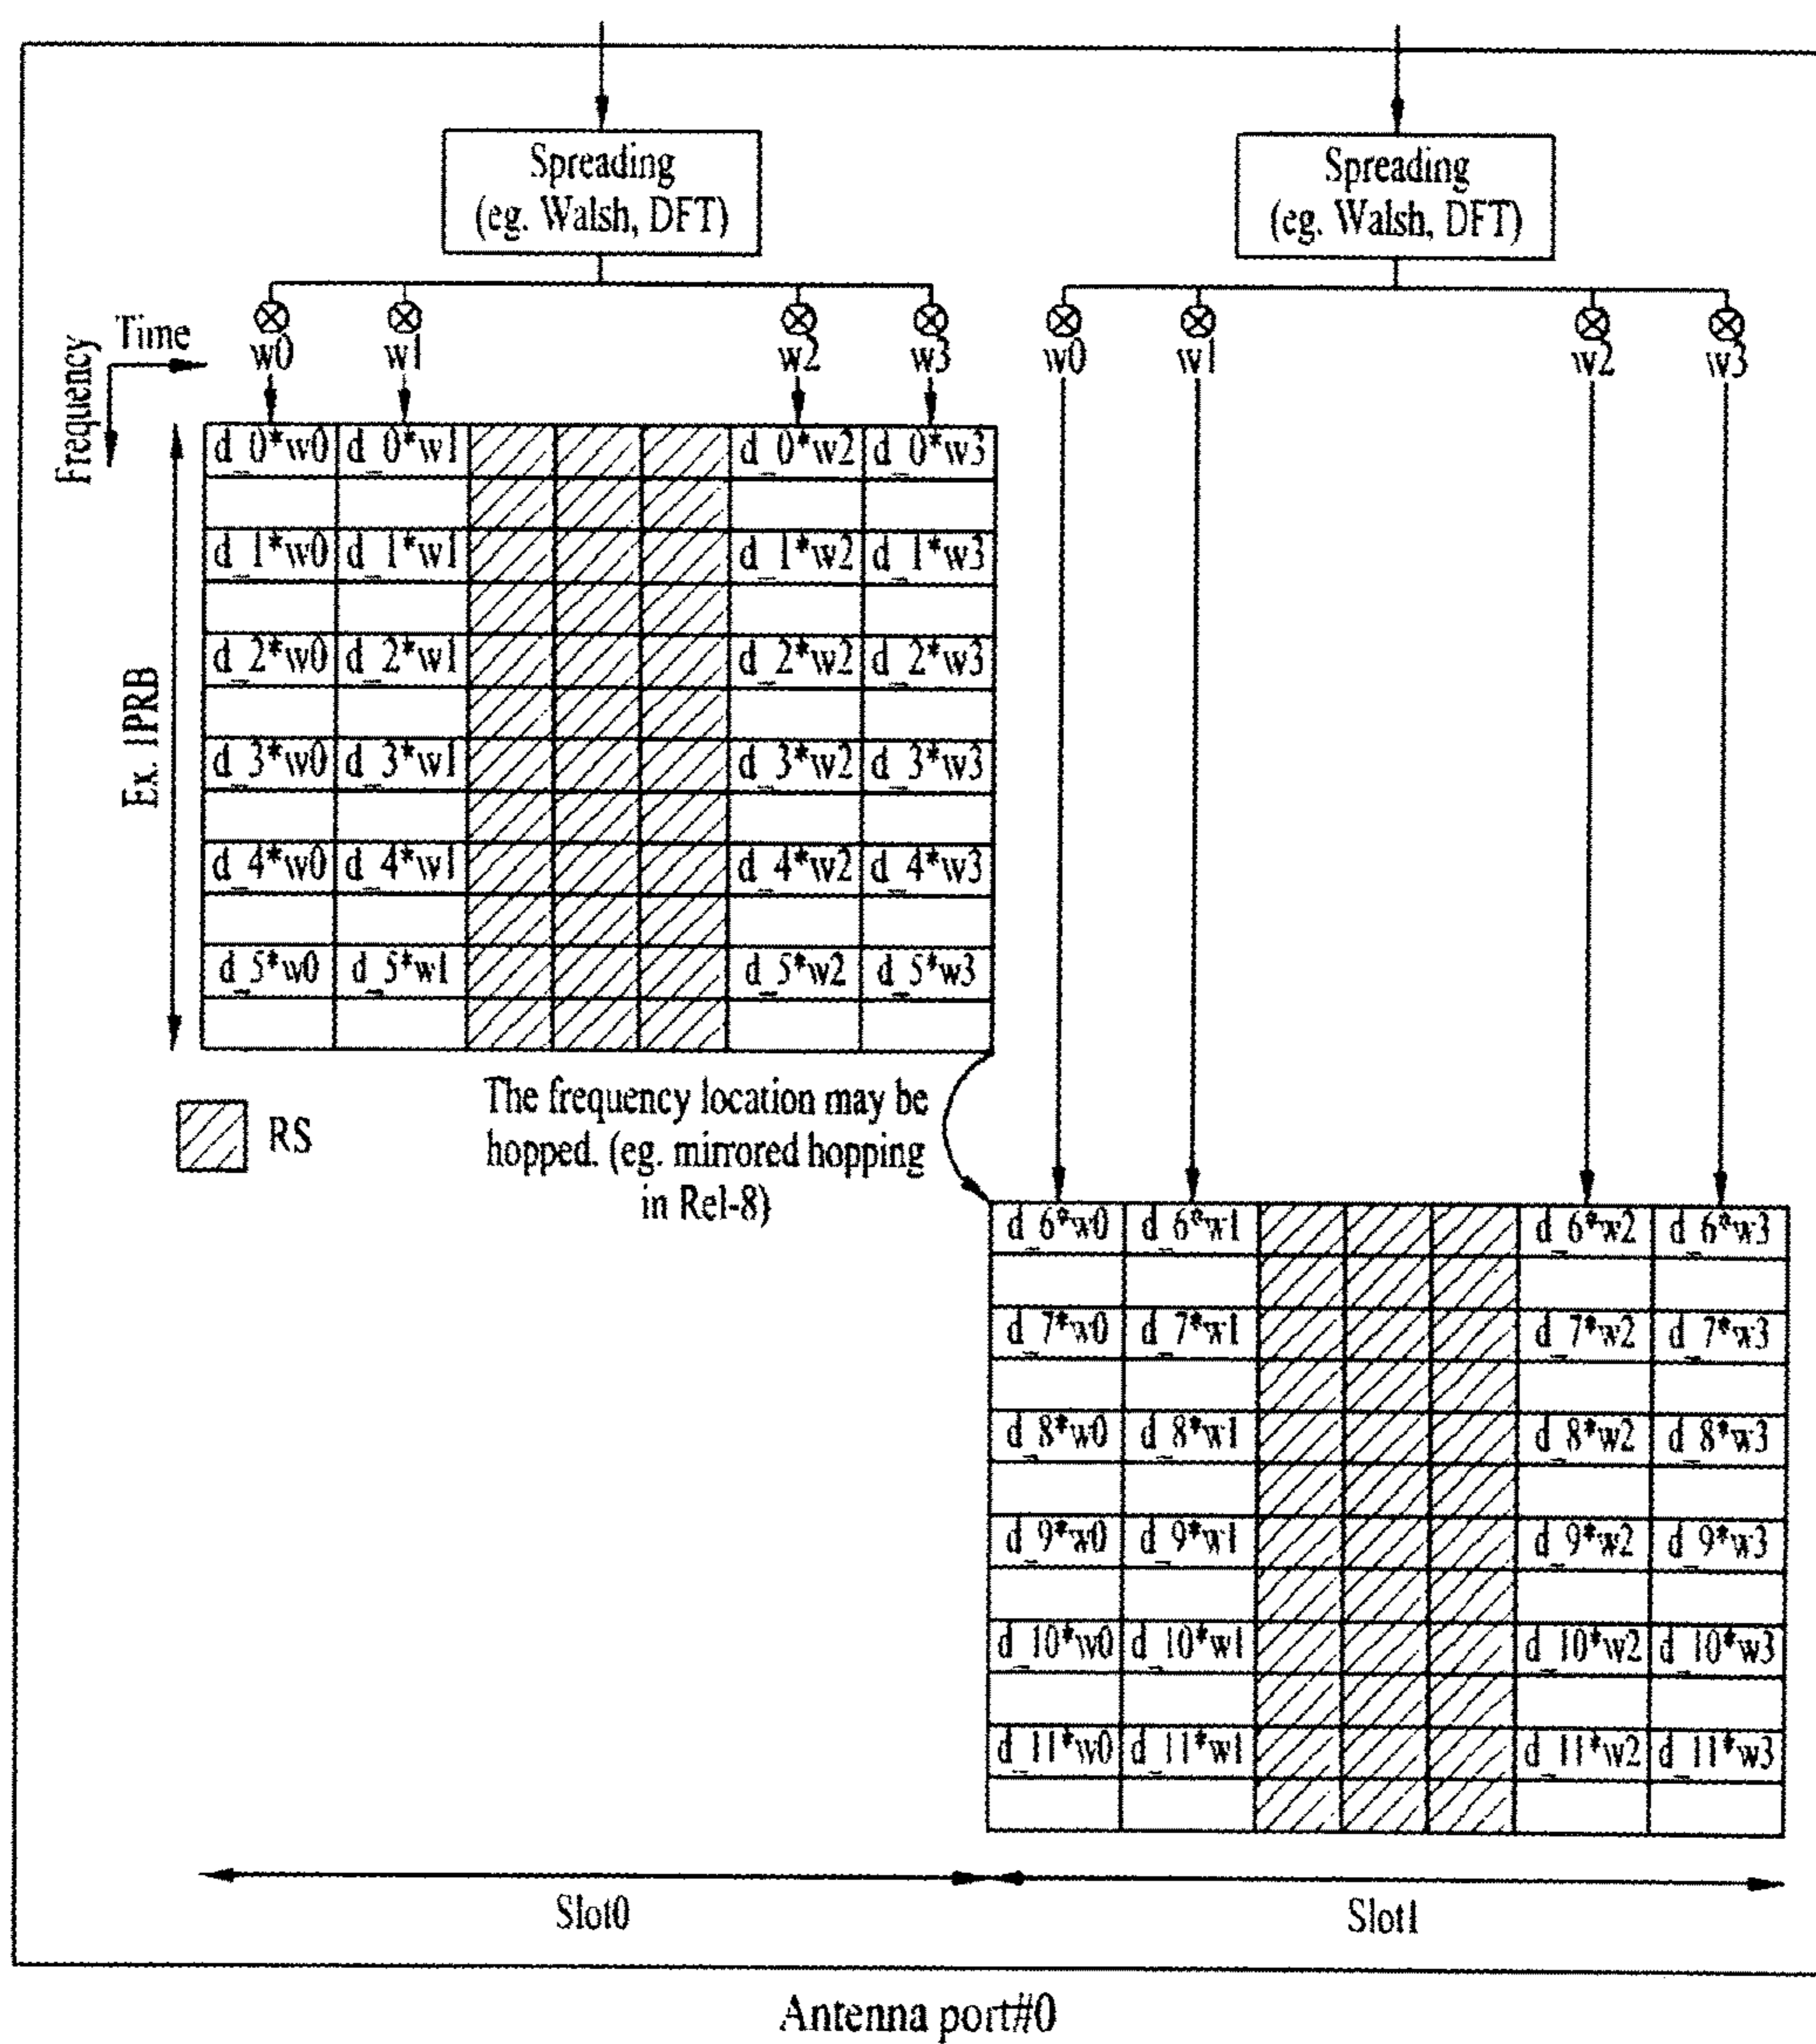 Spreading
(eg. Walsh, DFT)
Spreading
(eg. Walsh, DFT)
Time
Frequency
w0 w1 w2 w3 w0 w1 w2 w3
Ex. 1PRB
d_0*w0 d_0*w1 d_0*w2 d_0*w3
d_1*w0 d_1*w1 d_1*w2 d_1*w3
d_2*w0 d_2*w1 d_2*w2 d_2*w3
d_3*w0 d_3*w1 d_3*w2 d_3*w3
d_4*w0 d_4*w1 d_4*w2 d_4*w3
d_5*w0 d_5*w1 d_5*w2 d_5*w3
RS
The frequency location may be
hopped. (eg. mirrored hopping
in Rel-8)
d_6*w0 d_6*w1 d_6*w2 d_6*w3
d_7*w0 d_7*w1 d_7*w2 d_7*w3
d_8*w0 d_8*w1 d_8*w2 d_8*w3
d_9*w0 d_9*w1 d_9*w2 d_9*w3
d_10*w0 d_10*w1 d_10*w2 d_10*w3
d_11*w0 d_11*w1 d_11*w2 d_11*w3
Slot0 Slot1
Antenna port#0